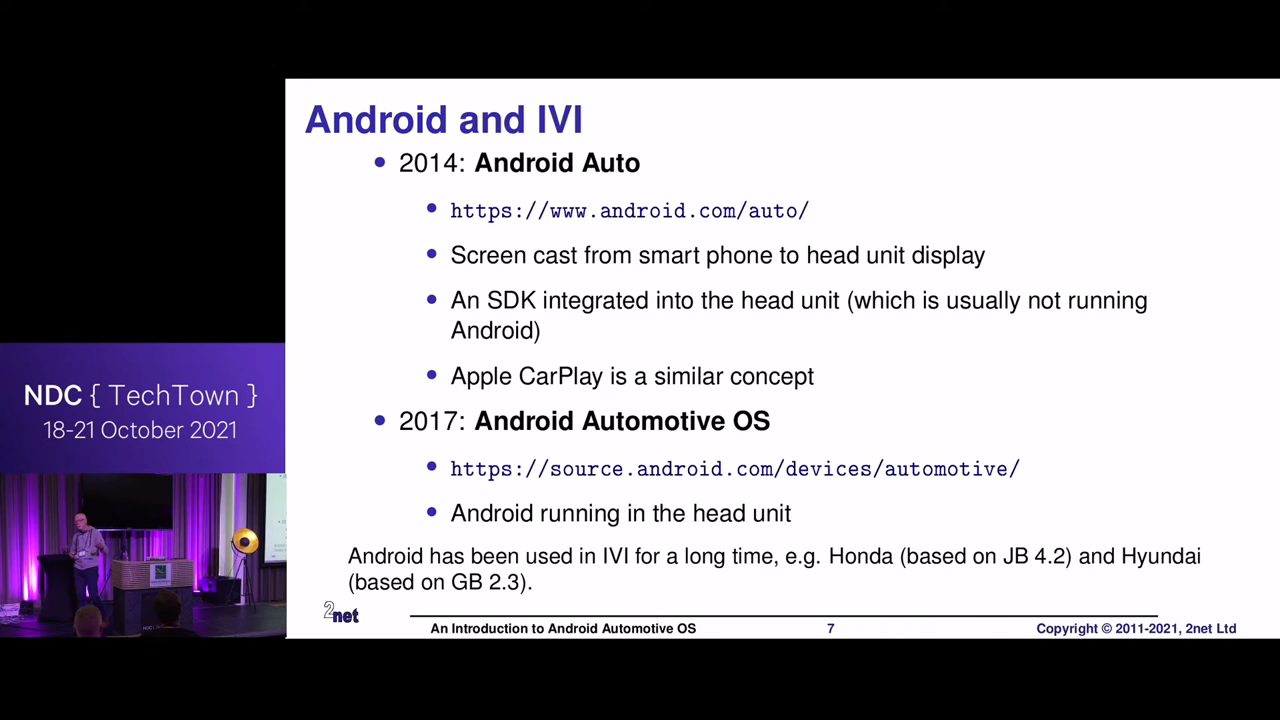 Android and IVI
• 2014: Android Auto
• https://www.android.com/auto/
• Screen cast from smart phone to head unit display
• An SDK integrated into the head unit (which is usually not running
Android)
• Apple CarPlay is a similar concept
• 2017: Android Automotive OS
• https://source.android.com/devices/automotive/
• Android running in the head unit
Android has been used in IVI for a long time, e.g. Honda (based on JB 4.2) and Hyundai
(based on GB 2.3).
2net
An Introduction to Android Automotive OS 7 Copyright © 2011-2021, 2net Ltd
NDC { TechTown }
18-21 October 2021